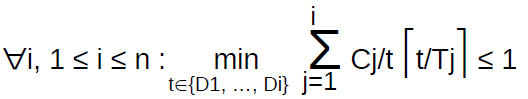 ∀i, 1 ≤ i ≤ n : min t∈{D1, ..., Di} i Σ j=1 Cj/t ⌈t/Tj⌉ ≤ 1